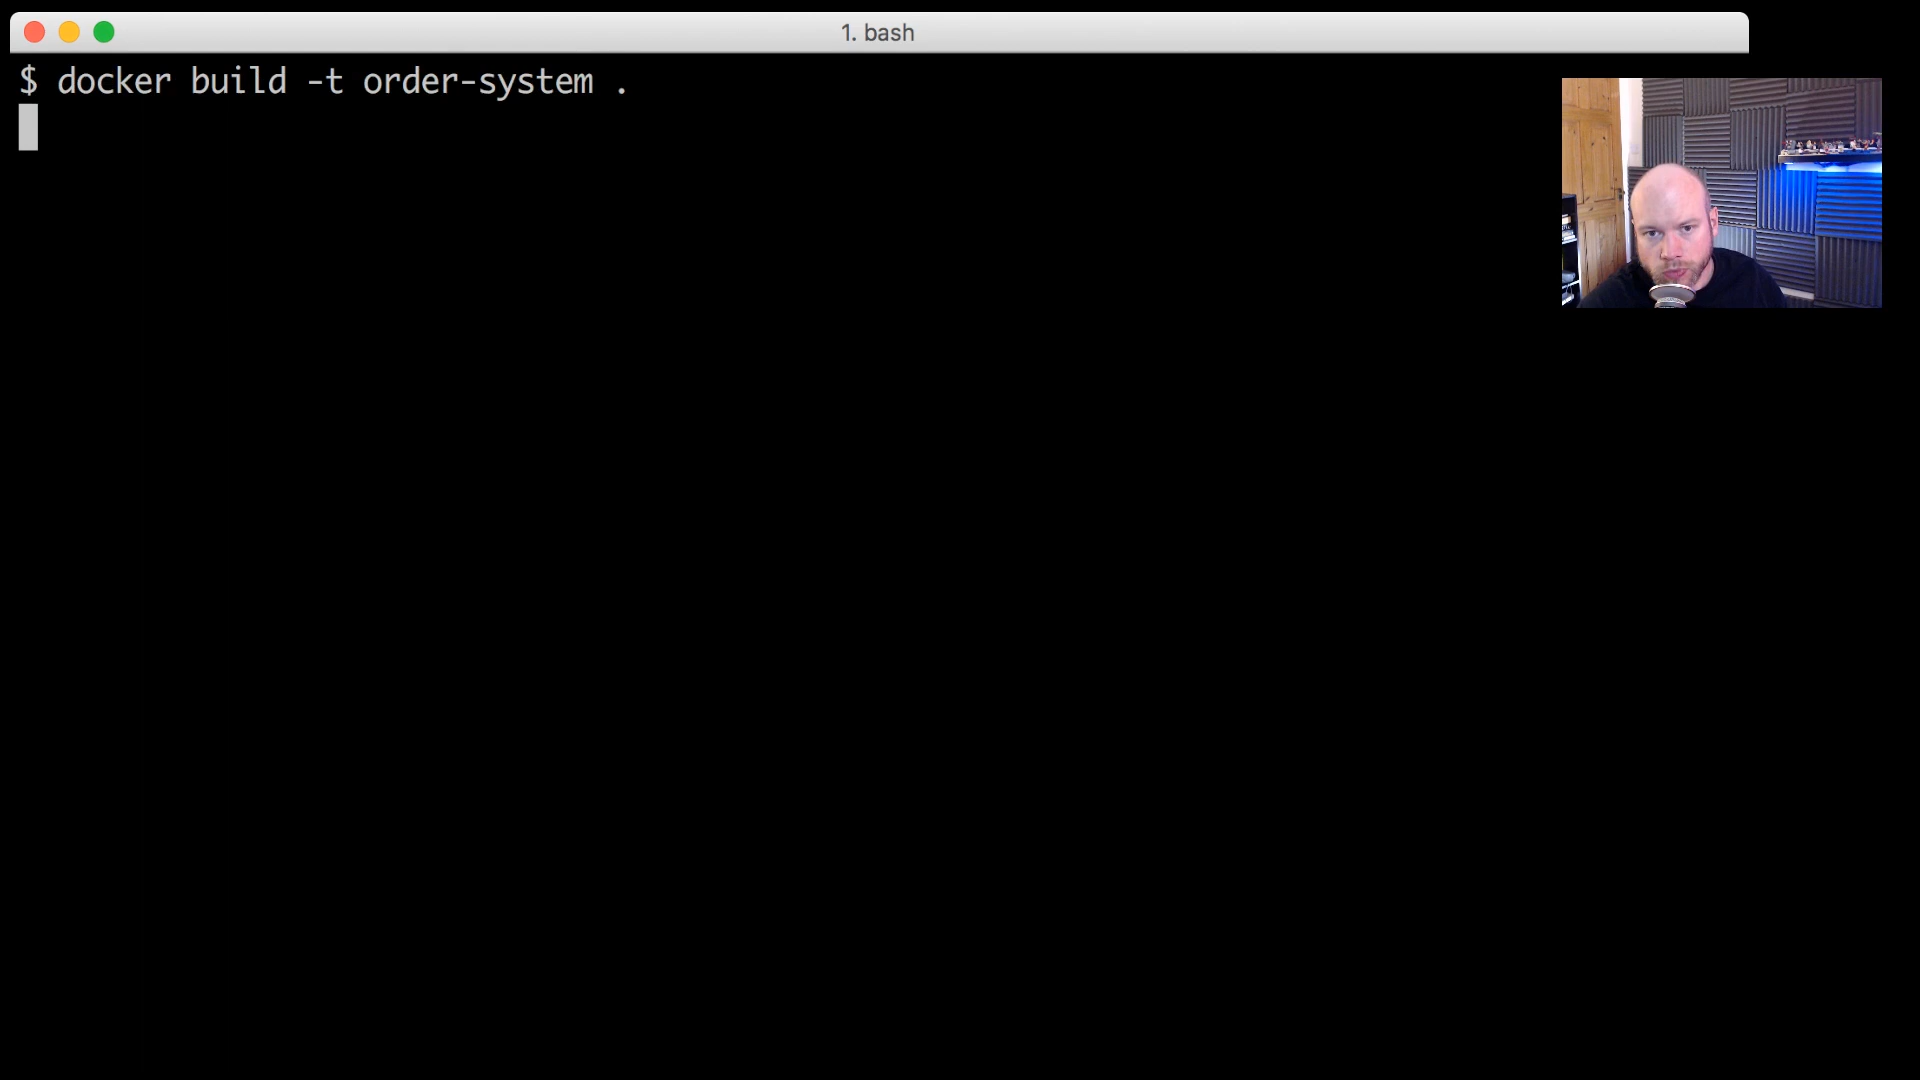 1. bash
$ docker build -t order-system .